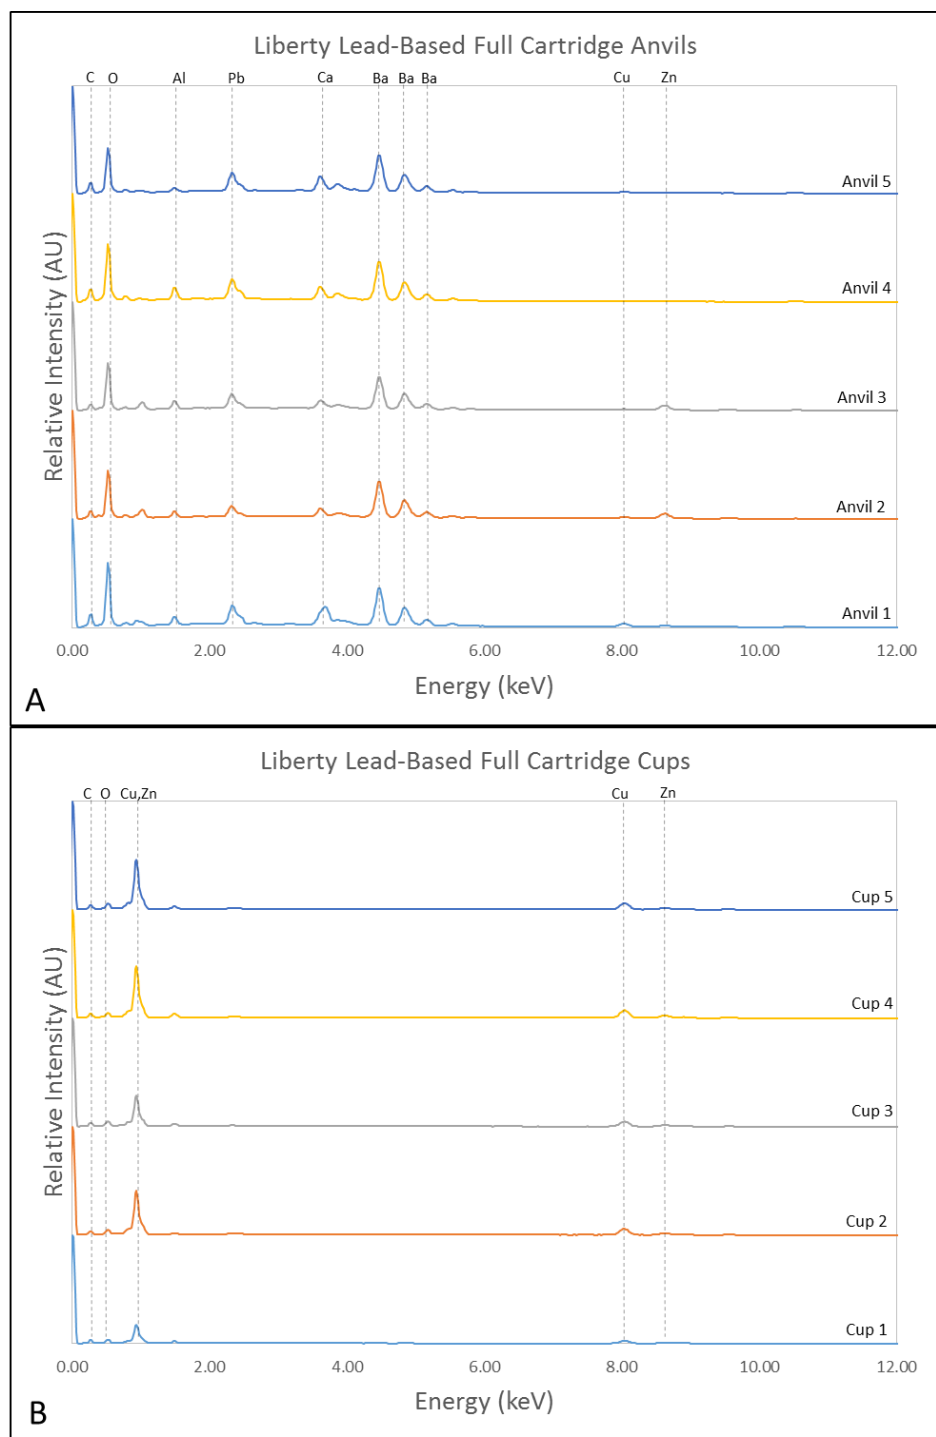 Liberty Lead-Based Full Cartridge Anvils
C O Al Pb Ca Ba Ba Ba Cu Zn
Relative Intensity (AU)
Anvil 5
Anvil 4
Anvil 3
Anvil 2
Anvil 1
0.00 2.00 4.00 6.00 8.00 10.00 12.00
Energy (keV)
A
Liberty Lead-Based Full Cartridge Cups
C O Cu,Zn Cu Zn
Relative Intensity (AU)
Cup 5
Cup 4
Cup 3
Cup 2
Cup 1
0.00 2.00 4.00 6.00 8.00 10.00 12.00
Energy (keV)
B